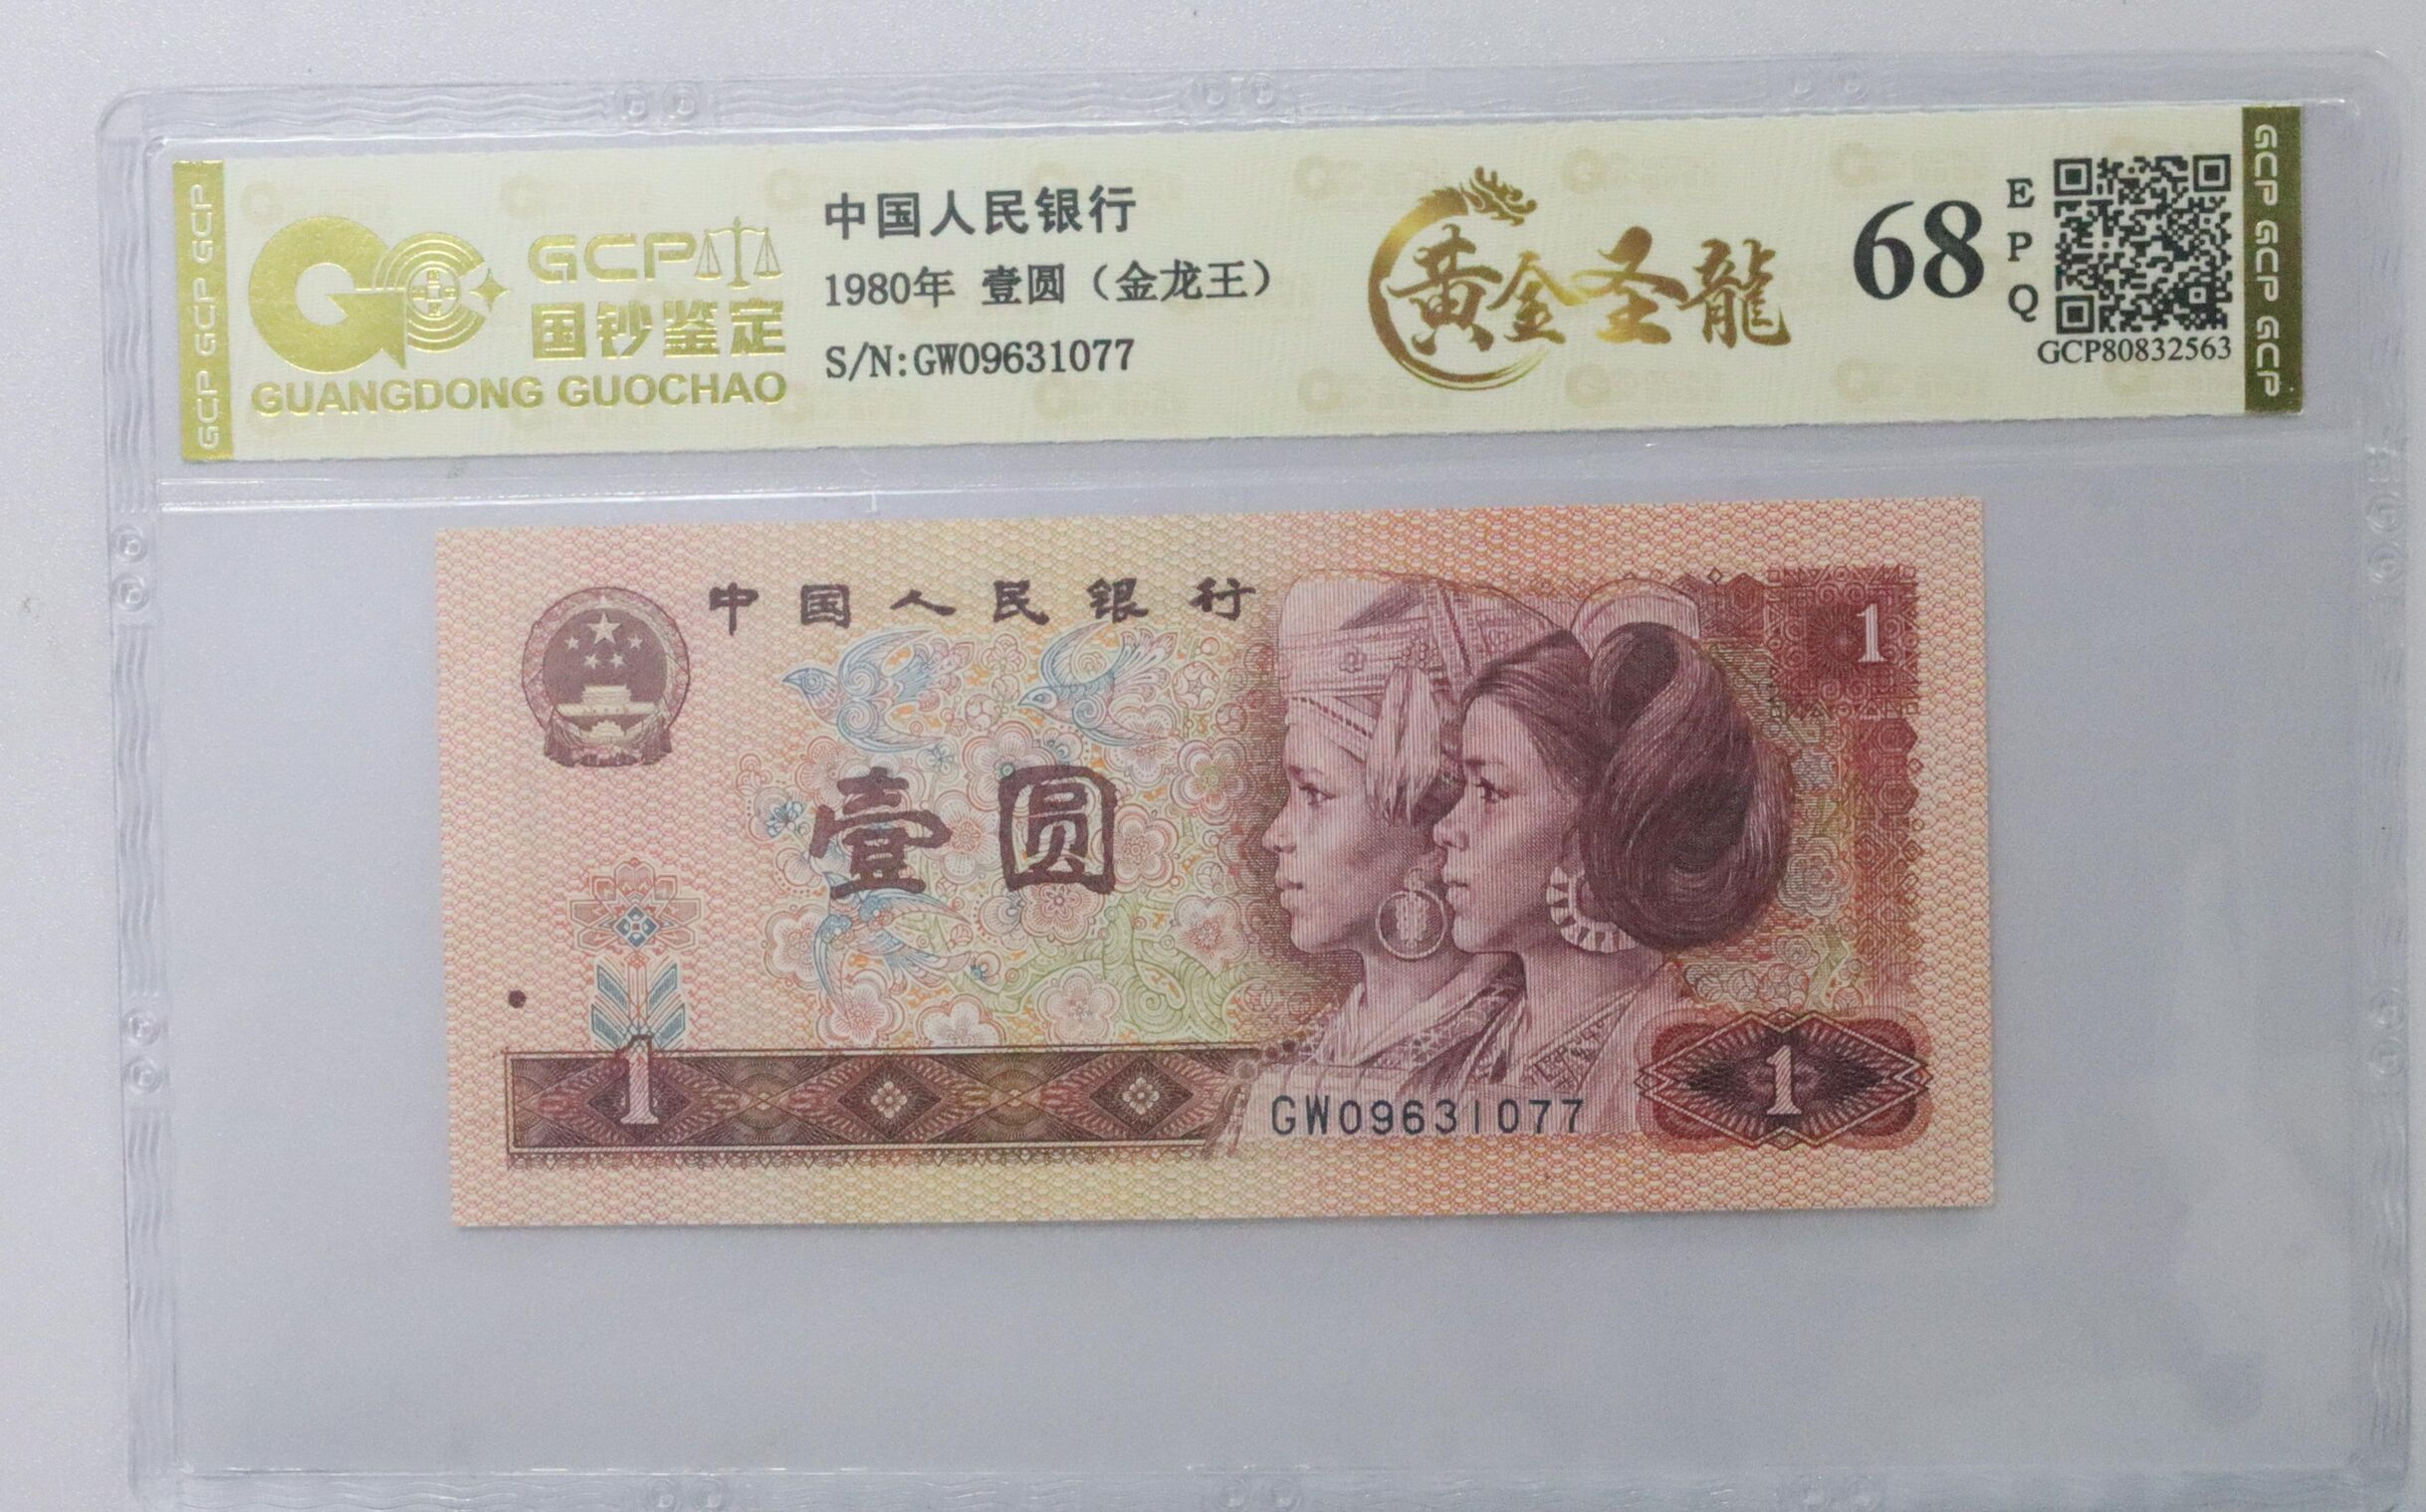 GCP GCP GCP
GCP
国钞鉴定
GUANGDONG GUOCHAO
中国人民银行
1980年 壹圆（金龙王）
S/N:GW09631077
黄金圣龍
68
E
P
Q
GCP80832563
GCP GCP GCP
中国人民银行
1
壹圆
1
GW09631077
1